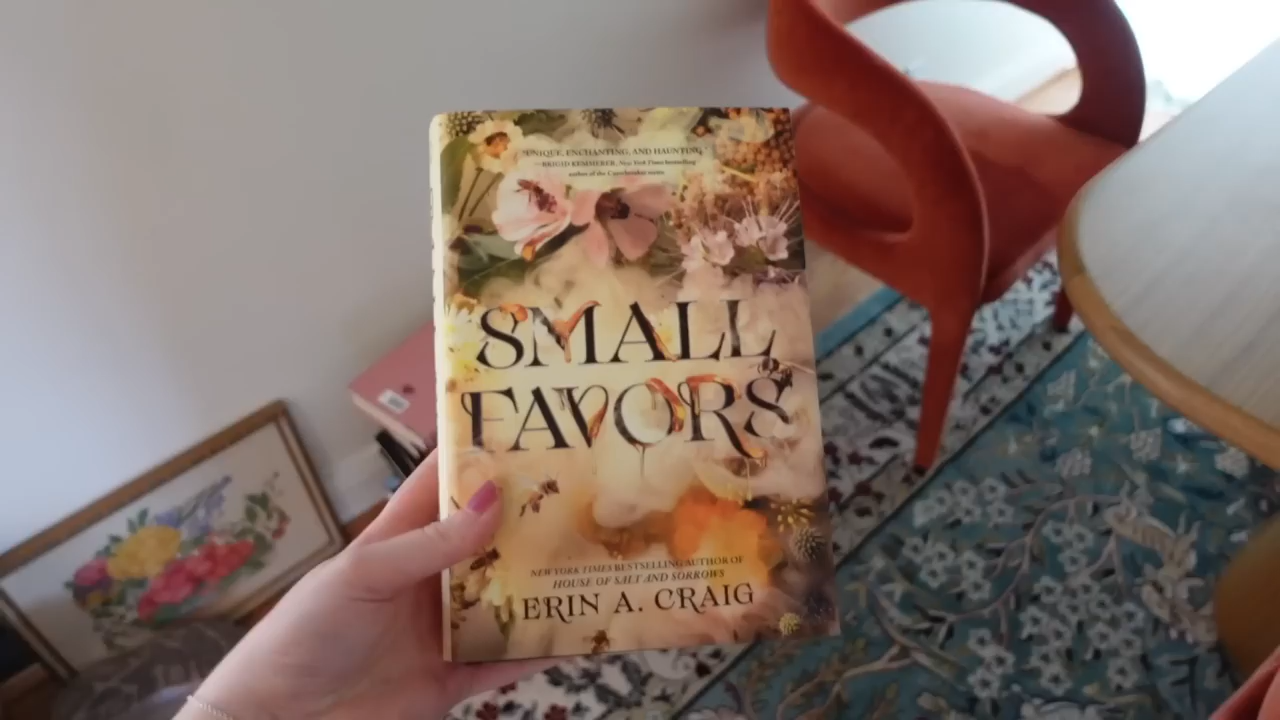 "UNIQUE, ENCHANTING, AND HAUNTING."
—BRIGID KEMMERER, New York Times bestselling
author of the Cursebreaker series
SMALL
FAVORS
NEW YORK TIMES BESTSELLING AUTHOR OF
HOUSE OF SALT AND SORROWS
ERIN A. CRAIG